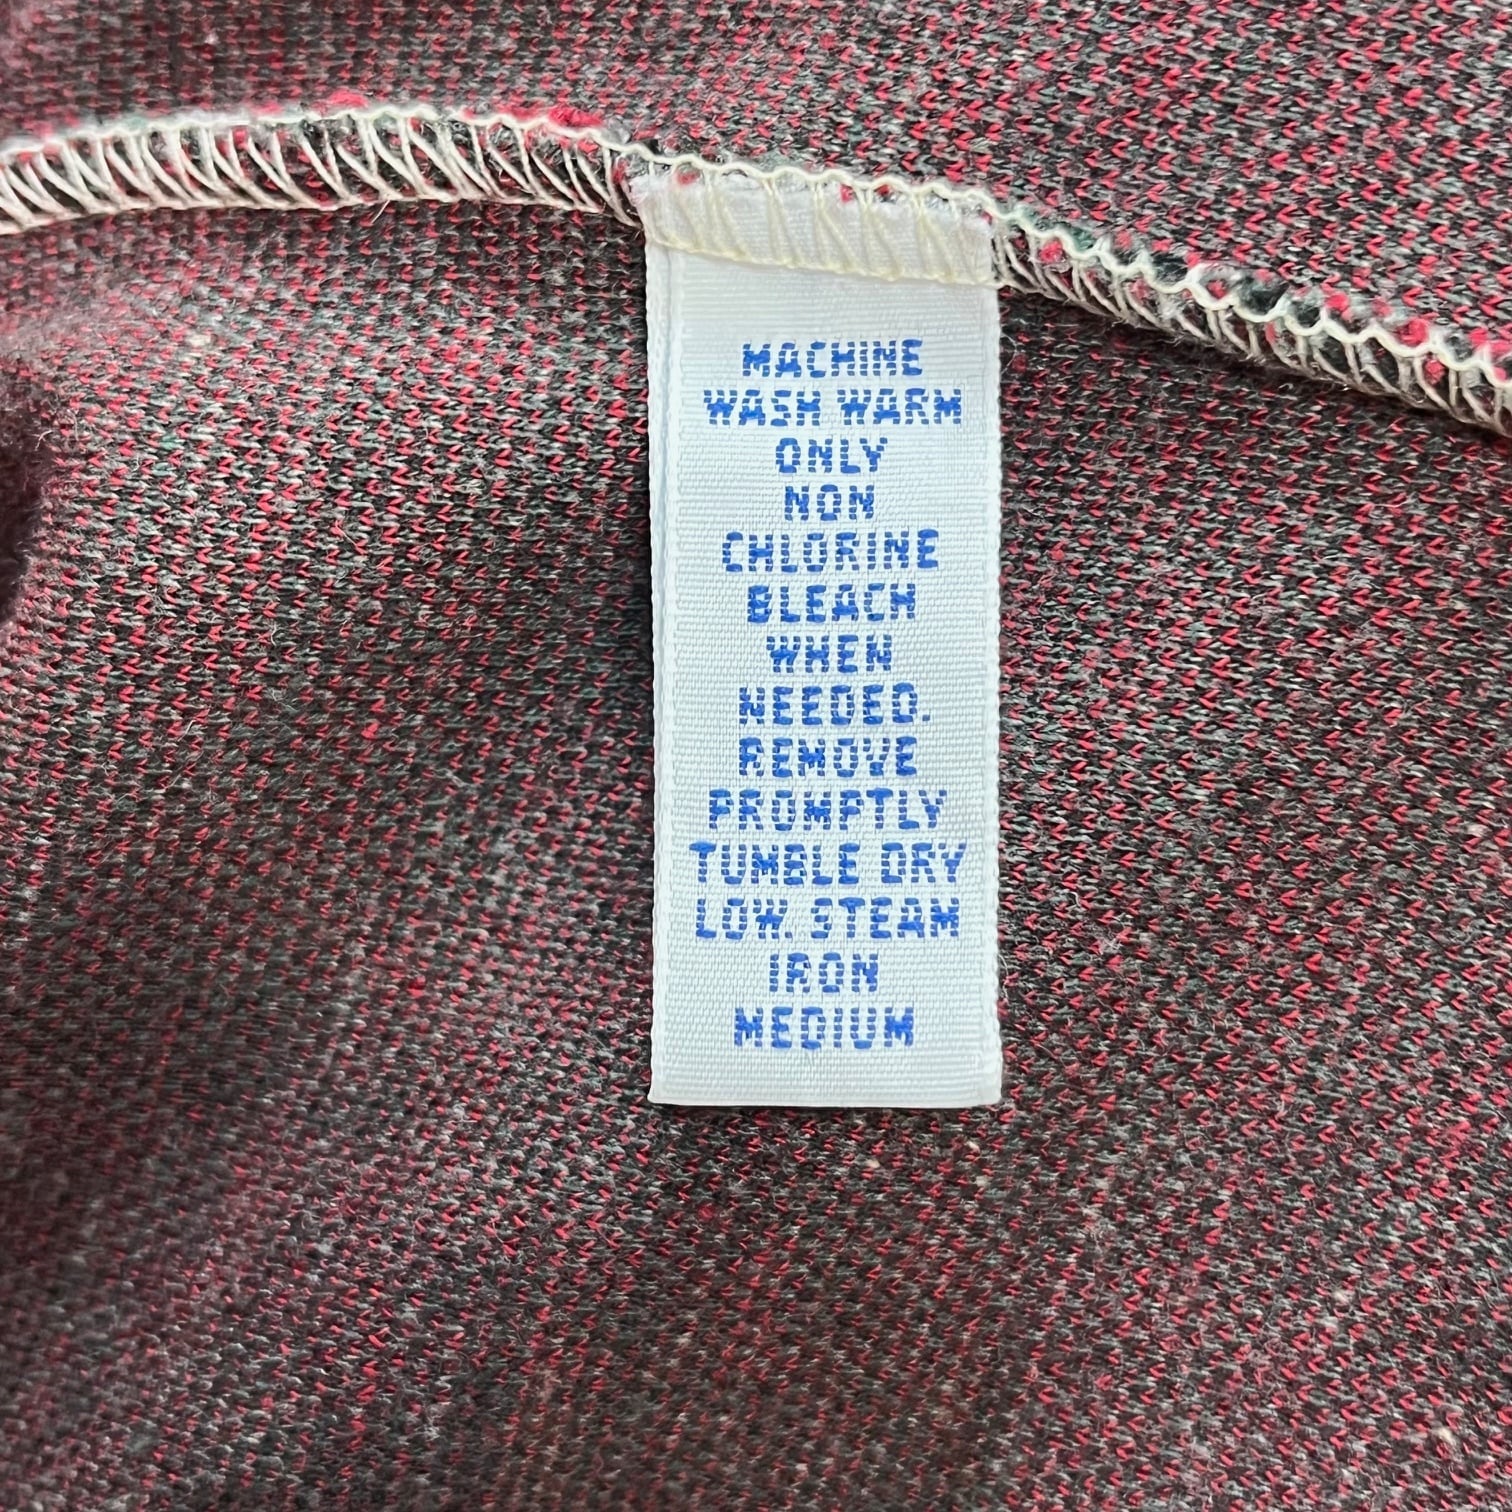 MACHINE
WASH WARM
ONLY
NON
CHLORINE
BLEACH
WHEN
NEEDED.
REMOVE
PROMPTLY
TUMBLE DRY
LOW. STEAM
IRON
MEDIUM